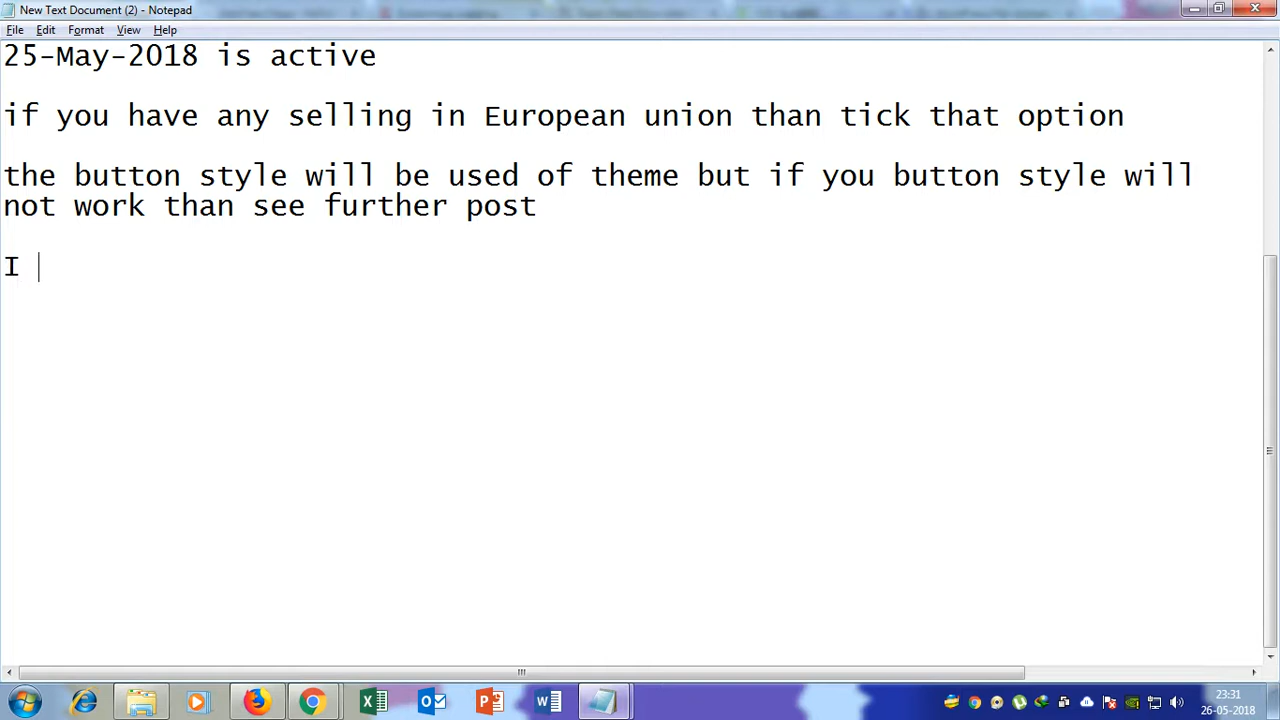 New Text Document (2) - Notepad
File Edit Format View Help
25-May-2018 is active
if you have any selling in European union than tick that option
the button style will be used of theme but if you button style will
not work than see further post
I
23:31
26-05-2018